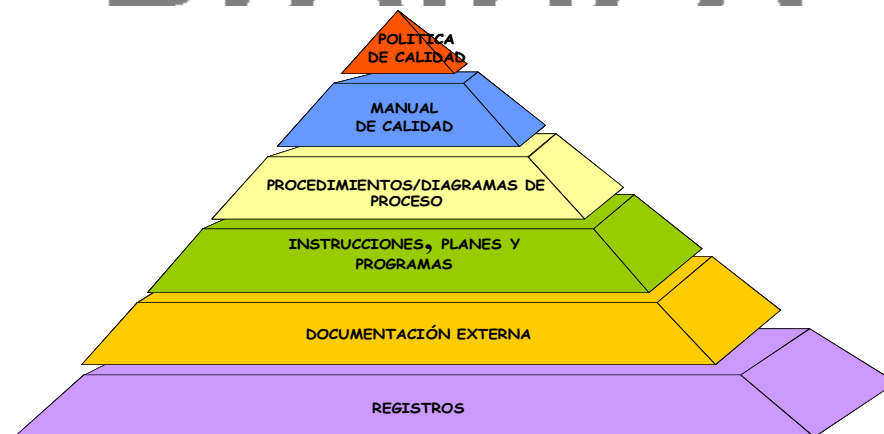 POLITICA
DE CALIDAD
MANUAL
DE CALIDAD
PROCEDIMIENTOS/DIAGRAMAS DE
PROCESO
INSTRUCCIONES, PLANES Y
PROGRAMAS
DOCUMENTACIÓN EXTERNA
REGISTROS